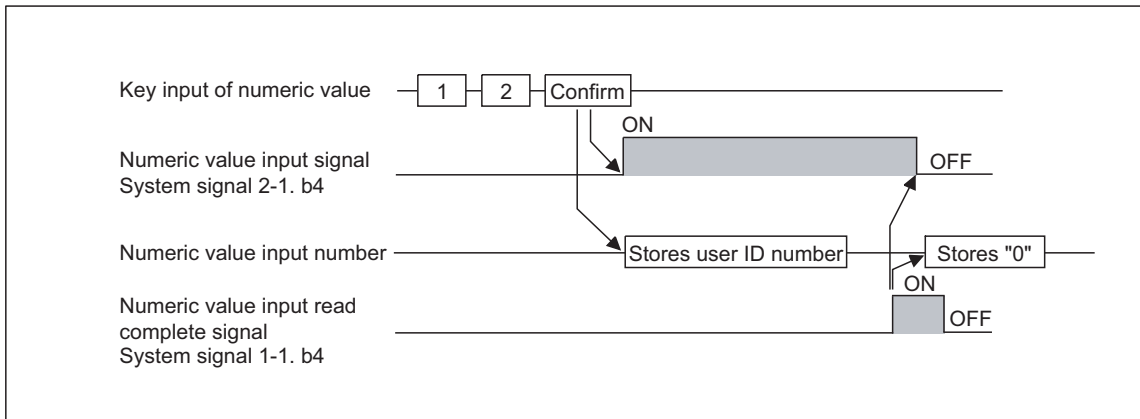 Key input of numeric value
1
2
Confirm
ON
Numeric value input signal
System signal 2-1. b4
OFF
Numeric value input number
Stores user ID number
Stores "0"
ON
Numeric value input read
complete signal
System signal 1-1. b4
OFF